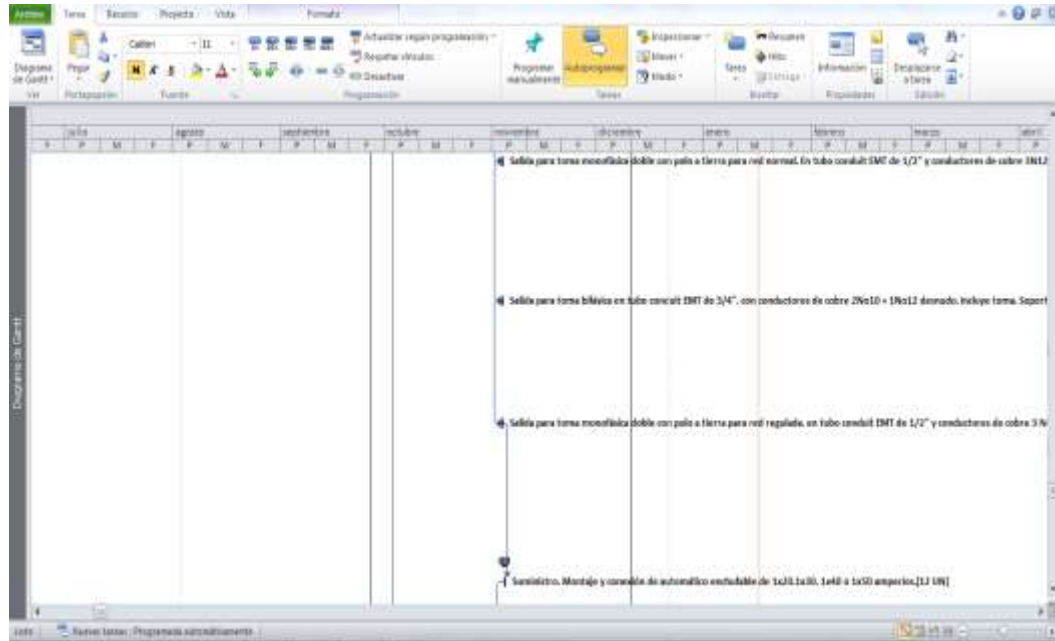 Archivo Tarea Recurso Proyecto Vista Formato
Diagrama de Gantt
Ver
Pegar
Portapapeles
Calibri 11
N K S
Fuente
Actualizar según programación
Respetar vínculos
Desactivar
Programación
Programar manualmente
Autoprogramar
Inspeccionar
Mover
Modo
Tareas
Tarea
Resumen
Hito
Entrega
Insertar
Información
Propiedades
Desplazarse a tarea
Edición
julio agosto septiembre octubre noviembre diciembre enero febrero marzo abril
Salida para toma monofásica doble con polo a tierra para red normal. En tubo conduit EMT de 1/2" y conductores de cobre 3N12
Salida para toma bifásica en tubo conduit EMT de 3/4". con conductores de cobre 2No10 + 1No12 desnudo. Incluye toma. Soport
Salida para toma monofásica doble con polo a tierra para red regulada, en tubo conduit EMT de 1/2" y conductores de cobre 3 N
Suministro. Montaje y conexión de automático enchufable de 1x20.1x30. 1x40 o 1x50 amperios.[12 UN]
Diagrama de Gantt
Listo Nuevas tareas : Programada automáticamente